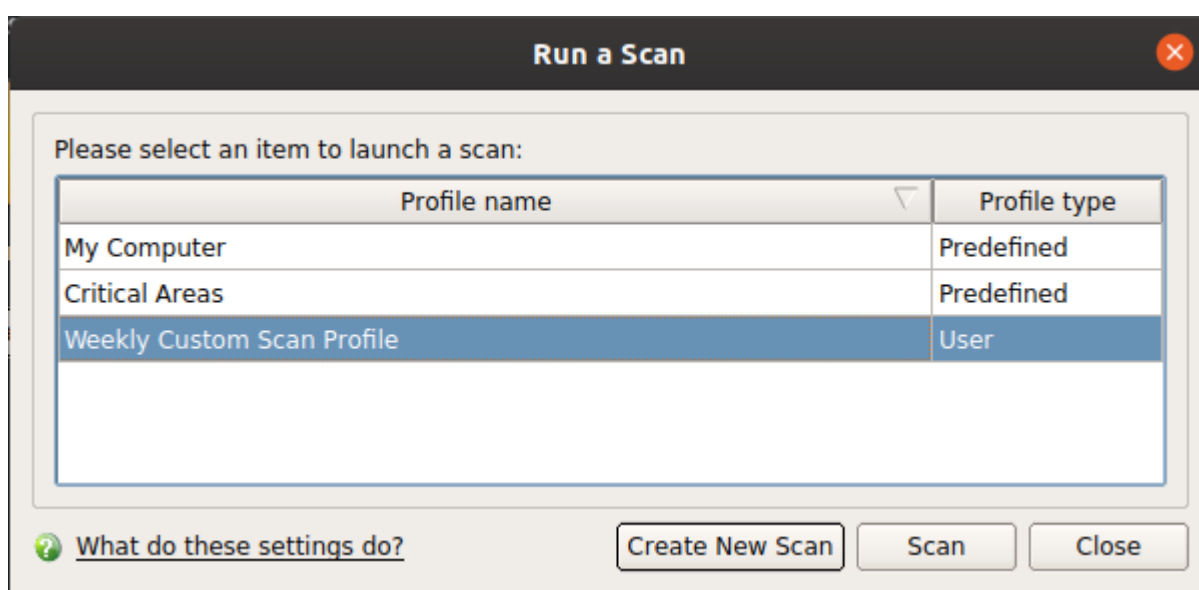 Run a Scan
Please select an item to launch a scan:
Profile name Profile type
My Computer Predefined
Critical Areas Predefined
Weekly Custom Scan Profile User
What do these settings do? Create New Scan Scan Close